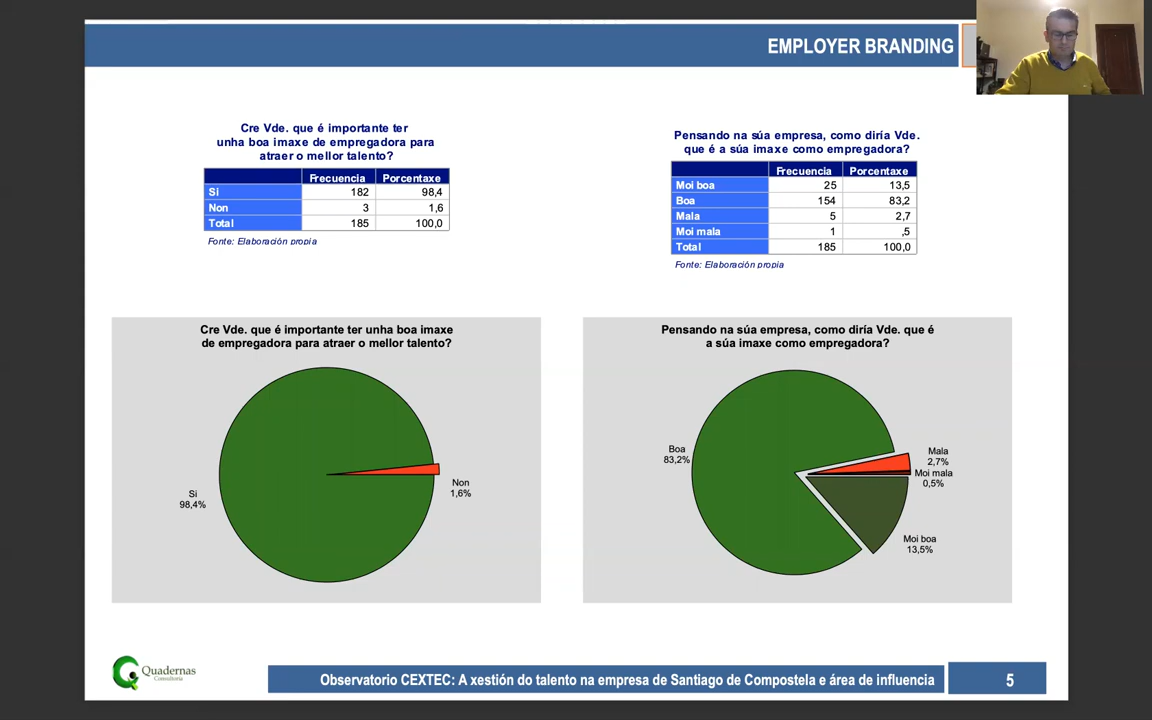 EMPLOYER BRANDING
Cre Vde. que é importante ter
unha boa imaxe de empregadora para
atraer o mellor talento?
Frecuencia Porcentaxe
Si 182 98,4
Non 3 1,6
Total 185 100,0
Fonte: Elaboración propia
Pensando na súa empresa, como diría Vde.
que é a súa imaxe como empregadora?
Frecuencia Porcentaxe
Moi boa 25 13,5
Boa 154 83,2
Mala 5 2,7
Moi mala 1 ,5
Total 185 100,0
Fonte: Elaboración propia
Cre Vde. que é importante ter unha boa imaxe
de empregadora para atraer o mellor talento?
Si
98,4%
Non
1,6%
Pensando na súa empresa, como diría Vde. que é
a súa imaxe como empregadora?
Boa
83,2%
Mala
2,7%
Moi mala
0,5%
Moi boa
13,5%
Quadernas
Consultoría
Observatorio CEXTEC: A xestión do talento na empresa de Santiago de Compostela e área de influencia
5